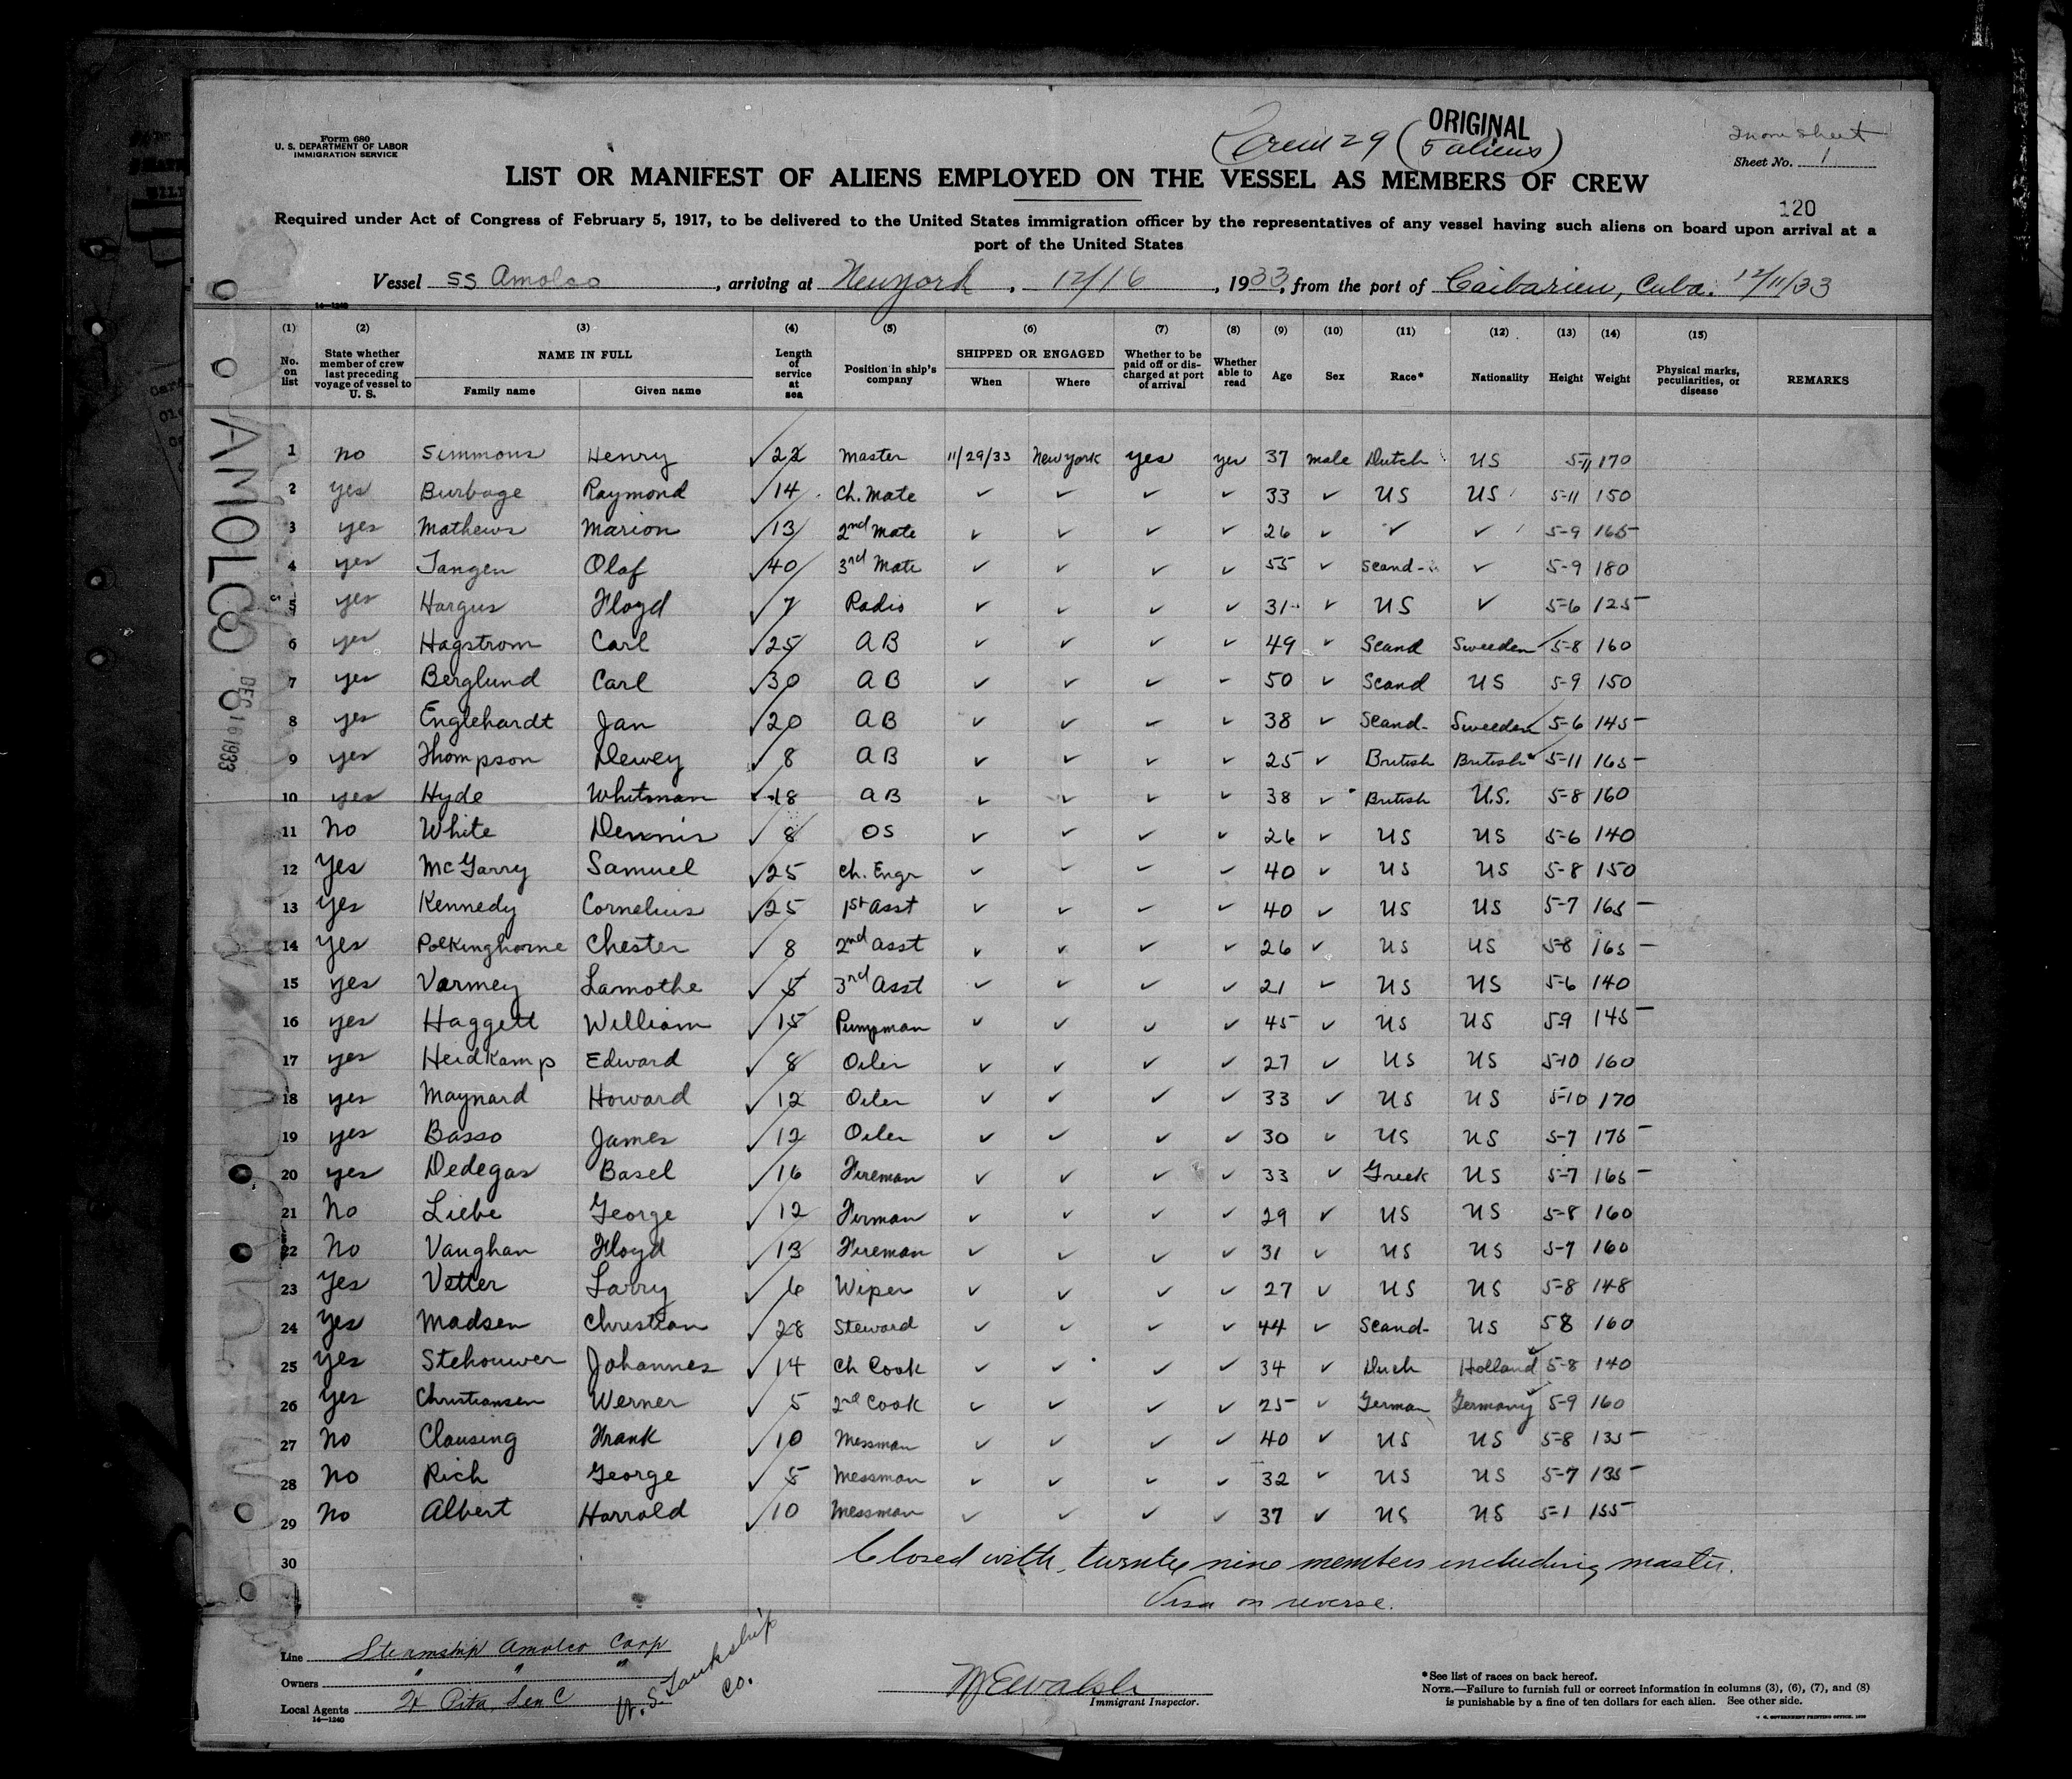 Form 680
U. S. DEPARTMENT OF LABOR
IMMIGRATION SERVICE
Crew 29 (5 aliens)
ORIGINAL
Sheet No. 1
LIST OR MANIFEST OF ALIENS EMPLOYED ON THE VESSEL AS MEMBERS OF CREW
120
Required under Act of Congress of February 5, 1917, to be delivered to the United States immigration officer by the representatives of any vessel having such aliens on board upon arrival at a
port of the United States
Vessel SS Amolco, arriving at New York, 12/16, 1933, from the port of Caibarien, Cuba. 12/11/33
14—1240
(1) (2) (3) (4) (5) (6) (7) (8) (9) (10) (11) (12) (13) (14) (15)
No. on list State whether member of crew last preceding voyage of vessel to U. S. NAME IN FULL Family name Given name Length of service at sea Position in ship's company SHIPPED OR ENGAGED When Where Whether to be paid off or discharged at port of arrival Whether able to read Age Sex Race* Nationality Height Weight Physical marks, peculiarities, or disease REMARKS
1 no Simmons Henry √22 Master 11/29/33 New York yes yes 37 male Dutch US 5-11 170
2 yes Burbage Raymond √14 Ch. Mate ✓ ✓ ✓ ✓ 33 ✓ US US 5-11 150
3 yes Mathews Marion √13 2nd Mate ✓ ✓ ✓ ✓ 26 ✓ ✓ ✓ 5-9 165
4 yes Tangen Olaf √40 3rd Mate ✓ ✓ ✓ ✓ 55 ✓ Scand- ✓ 5-9 180
5 yes Hargus Floyd √7 Radio ✓ ✓ ✓ ✓ 31 ✓ US ✓ 5-6 125
6 yes Hagstrom Carl √25 AB ✓ ✓ ✓ ✓ 49 ✓ Scand Sweeden 5-8 160
7 yes Berglund Carl √30 AB ✓ ✓ ✓ ✓ 50 ✓ Scand US 5-9 150
8 yes Englehardt Jan √20 AB ✓ ✓ ✓ ✓ 38 ✓ Scand- Sweeden 5-6 145
9 yes Thompson Dewey √8 AB ✓ ✓ ✓ ✓ 25 ✓ British British 5-11 165
10 yes Hyde Whitman ✓18 AB ✓ ✓ ✓ ✓ 38 ✓ British U.S. 5-8 160
11 No White Dennis √8 OS ✓ ✓ ✓ ✓ 26 ✓ US US 5-6 140
12 Yes McGarry Samuel √25 Ch. Engr ✓ ✓ ✓ ✓ 40 ✓ US US 5-8 150
13 Yes Kennedy Cornelius √25 1st Asst ✓ ✓ ✓ ✓ 40 ✓ US US 5-7 165
14 Yes Polkinghorne Chester √8 2nd Asst ✓ ✓ ✓ ✓ 26 ✓ US US 5-8 165
15 yes Varmey Lamothe √5 3rd Asst ✓ ✓ ✓ ✓ 21 ✓ US US 5-6 140
16 yes Haggett William √15 Pumpman ✓ ✓ ✓ ✓ 45 ✓ US US 5-9 145
17 yes Heidkamp Edward √8 Oiler ✓ ✓ ✓ ✓ 27 ✓ US US 5-10 160
18 yes Maynard Howard √12 Oiler ✓ ✓ ✓ ✓ 33 ✓ US US 5-10 170
19 yes Basso James √12 Oiler ✓ ✓ ✓ ✓ 30 ✓ US US 5-7 175
20 yes Dedegas Basel √16 Fireman ✓ ✓ ✓ ✓ 33 ✓ Greek US 5-7 165
21 No Liebe George √12 Firman ✓ ✓ ✓ ✓ 29 ✓ US US 5-8 160
22 No Vaughan Floyd √13 Fireman ✓ ✓ ✓ ✓ 31 ✓ US US 5-7 160
23 Yes Vetter Larry √6 Wiper ✓ ✓ ✓ ✓ 27 ✓ US US 5-8 148
24 Yes Madsen Christian √28 Steward ✓ ✓ ✓ ✓ 44 ✓ Scand- US 5 8 160
25 Yes Stehouwer Johannes √14 Ch Cook ✓ ✓ ✓ ✓ 34 ✓ Duch Holland 5-8 140
26 Yes Christiansen Werner √5 2nd Cook ✓ ✓ ✓ ✓ 25 ✓ German Germany 5-9 160
27 No Clausing Frank √10 Messman ✓ ✓ ✓ ✓ 40 ✓ US US 5-8 135
28 No Rich George √5 Messman ✓ ✓ ✓ ✓ 32 ✓ US US 5-7 135
29 No Albert Harrold √10 Messman ✓ ✓ ✓ ✓ 37 ✓ US US 5-1 155
30 Closed with twenty nine members including master.
Visa on reverse.
AMOLCO
DEC 16 1933
Line Steamship Amolco Corp
Owners " " "
Local Agents
U.S. Tankship Co.
14—1240
Immigrant Inspector.
*See list of races on back hereof.
NOTE.—Failure to furnish full or correct information in columns (3), (6), (7), and (8)
is punishable by a fine of ten dollars for each alien. See other side.